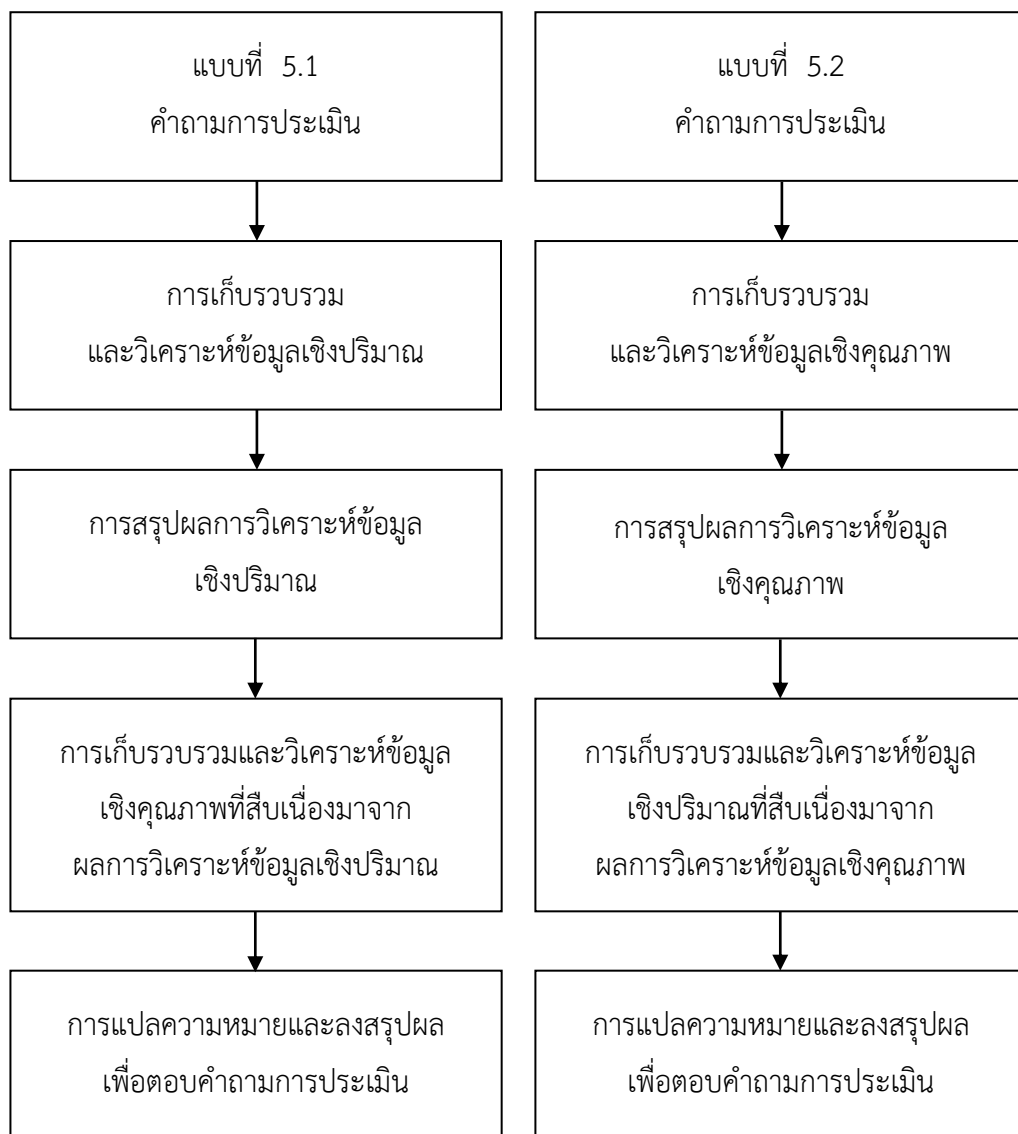 แบบที่ 5.1
คำถามการประเมิน
การเก็บรวบรวม
และวิเคราะห์ข้อมูลเชิงปริมาณ
การสรุปผลการวิเคราะห์ข้อมูล
เชิงปริมาณ
การเก็บรวบรวมและวิเคราะห์ข้อมูล
เชิงคุณภาพที่สืบเนื่องมาจาก
ผลการวิเคราะห์ข้อมูลเชิงปริมาณ
การแปลความหมายและลงสรุปผล
เพื่อตอบคำถามการประเมิน
แบบที่ 5.2
คำถามการประเมิน
การเก็บรวบรวม
และวิเคราะห์ข้อมูลเชิงคุณภาพ
การสรุปผลการวิเคราะห์ข้อมูล
เชิงคุณภาพ
การเก็บรวบรวมและวิเคราะห์ข้อมูล
เชิงปริมาณที่สืบเนื่องมาจาก
ผลการวิเคราะห์ข้อมูลเชิงคุณภาพ
การแปลความหมายและลงสรุปผล
เพื่อตอบคำถามการประเมิน